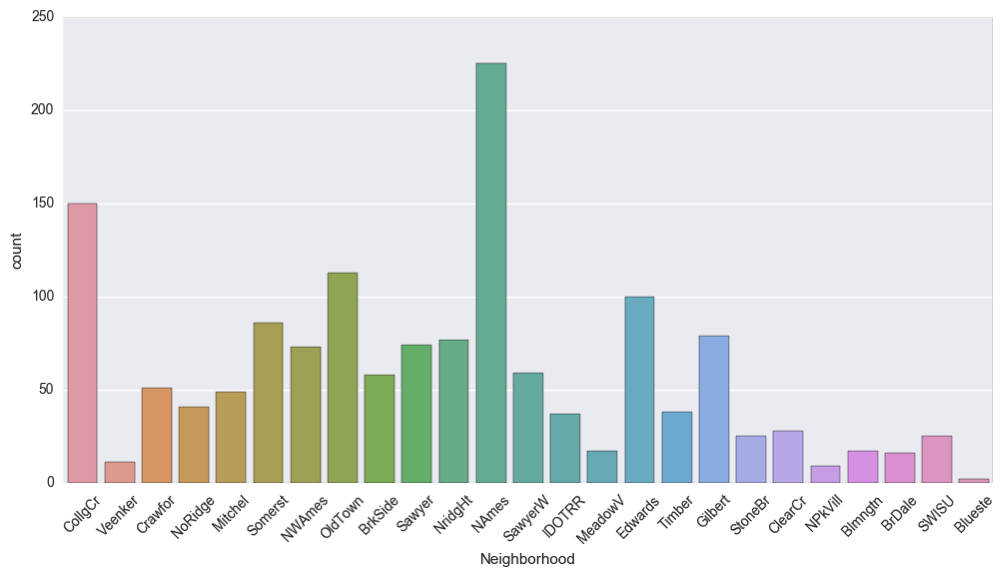 250
200
150
100
50
0
count
CollgCr
Veenker
Crawfor
NoRidge
Mitchel
Somerst
NWAmes
OldTown
BrkSide
Sawyer
NridgHt
NAmes
SawyerW
IDOTRR
MeadowV
Edwards
Timber
Gilbert
StoneBr
ClearCr
NPkVill
Blmngtn
BrDale
SWISU
Blueste
Neighborhood